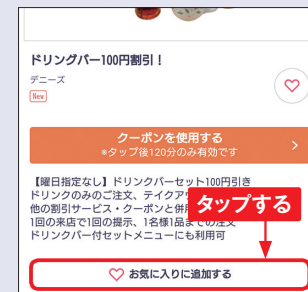 ドリングバー100円割引！
デニーズ
New
クーポンを使用する
※タップ後120分のみ有効です
【曜日指定なし】ドリンクバーセット100円引き
ドリンクのみのご注文、テイクア
他の割引サービス・クーポンと併
タップする
1回の来店で1回の提示、1名様1品までの注文
ドリンクバー付セットメニューにも利用可
お気に入りに追加する